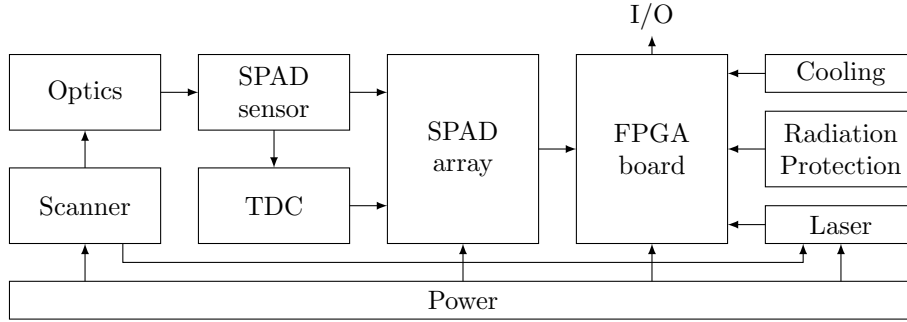 I/O
Optics
SPAD
sensor
SPAD
array
FPGA
board
Cooling
Radiation
Protection
Scanner
TDC
Laser
Power